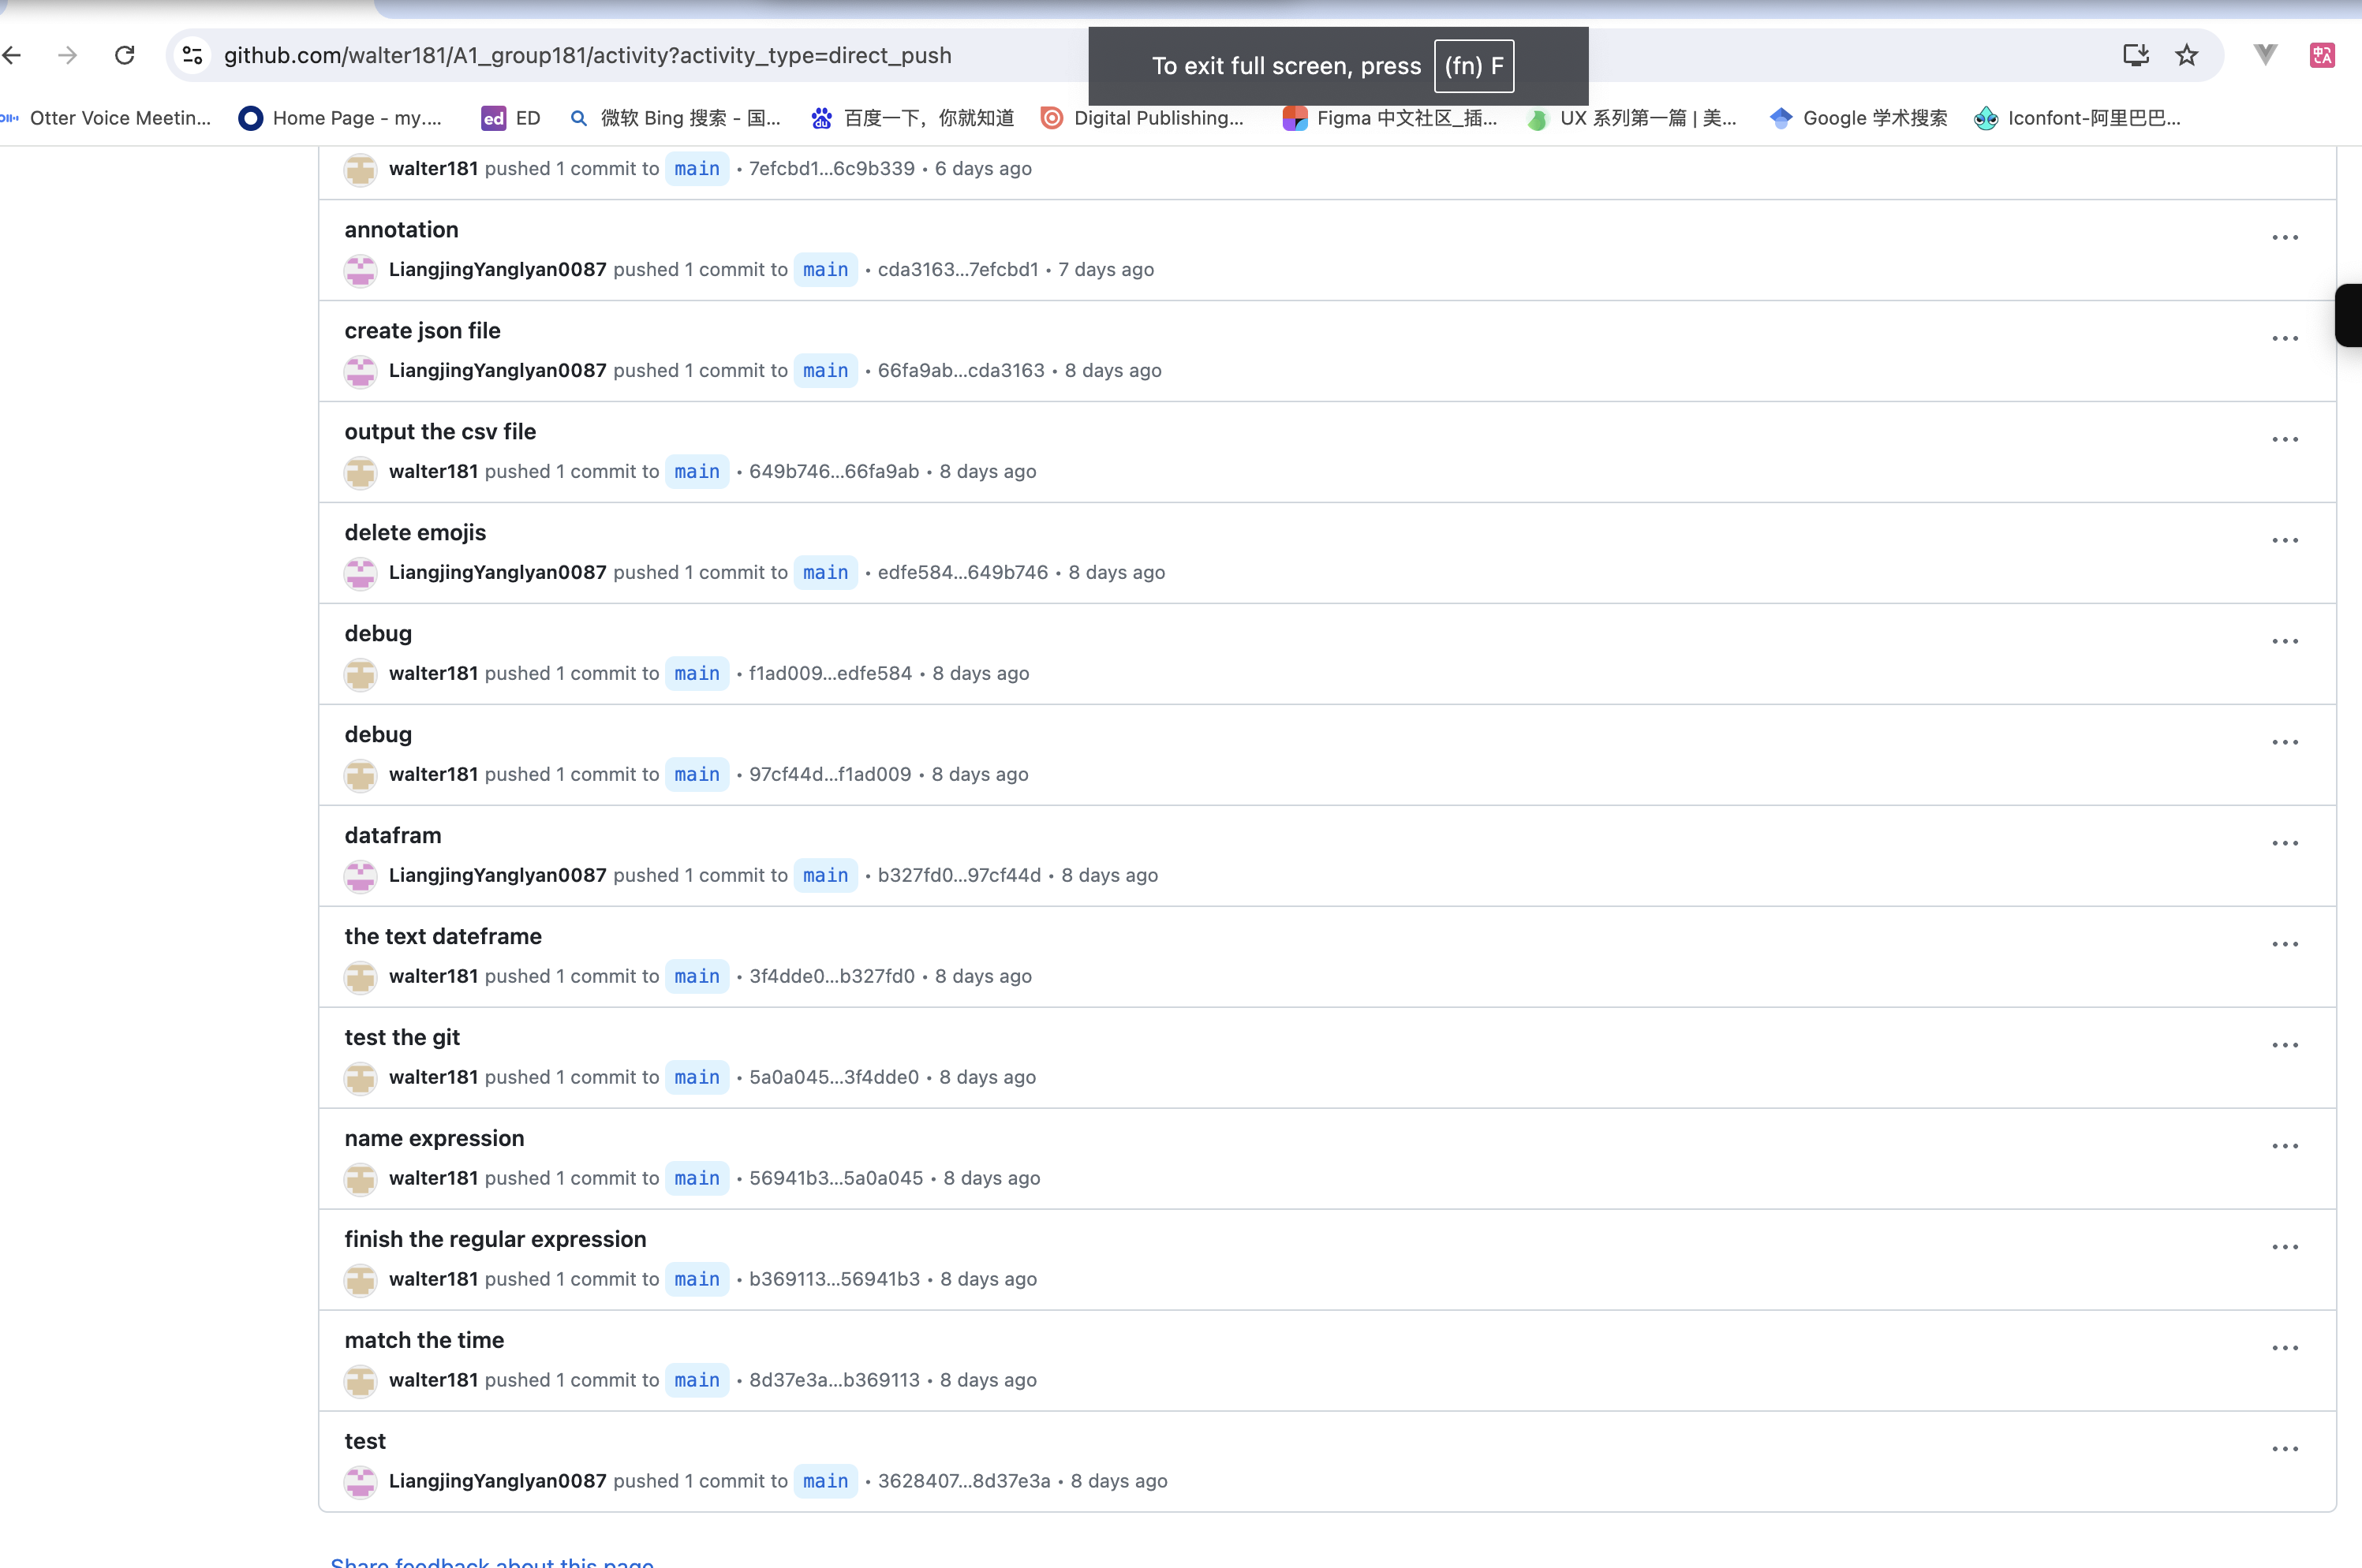 github.com/walter181/A1_group181/activity?activity_type=direct_push
To exit full screen, press (fn) F
Otter Voice Meetin... Home Page - my.... ed ED 微软 Bing 搜索 - 国... du 百度一下，你就知道 Digital Publishing... Figma 中文社区_插... UX 系列第一篇 | 美... Google 学术搜索 Iconfont-阿里巴巴...
walter181 pushed 1 commit to main • 7efcbd1...6c9b339 • 6 days ago
annotation
LiangjingYanglyan0087 pushed 1 commit to main • cda3163...7efcbd1 • 7 days ago
create json file
LiangjingYanglyan0087 pushed 1 commit to main • 66fa9ab...cda3163 • 8 days ago
output the csv file
walter181 pushed 1 commit to main • 649b746...66fa9ab • 8 days ago
delete emojis
LiangjingYanglyan0087 pushed 1 commit to main • edfe584...649b746 • 8 days ago
debug
walter181 pushed 1 commit to main • f1ad009...edfe584 • 8 days ago
debug
walter181 pushed 1 commit to main • 97cf44d...f1ad009 • 8 days ago
datafram
LiangjingYanglyan0087 pushed 1 commit to main • b327fd0...97cf44d • 8 days ago
the text dateframe
walter181 pushed 1 commit to main • 3f4dde0...b327fd0 • 8 days ago
test the git
walter181 pushed 1 commit to main • 5a0a045...3f4dde0 • 8 days ago
name expression
walter181 pushed 1 commit to main • 56941b3...5a0a045 • 8 days ago
finish the regular expression
walter181 pushed 1 commit to main • b369113...56941b3 • 8 days ago
match the time
walter181 pushed 1 commit to main • 8d37e3a...b369113 • 8 days ago
test
LiangjingYanglyan0087 pushed 1 commit to main • 3628407...8d37e3a • 8 days ago
Share feedback about this page